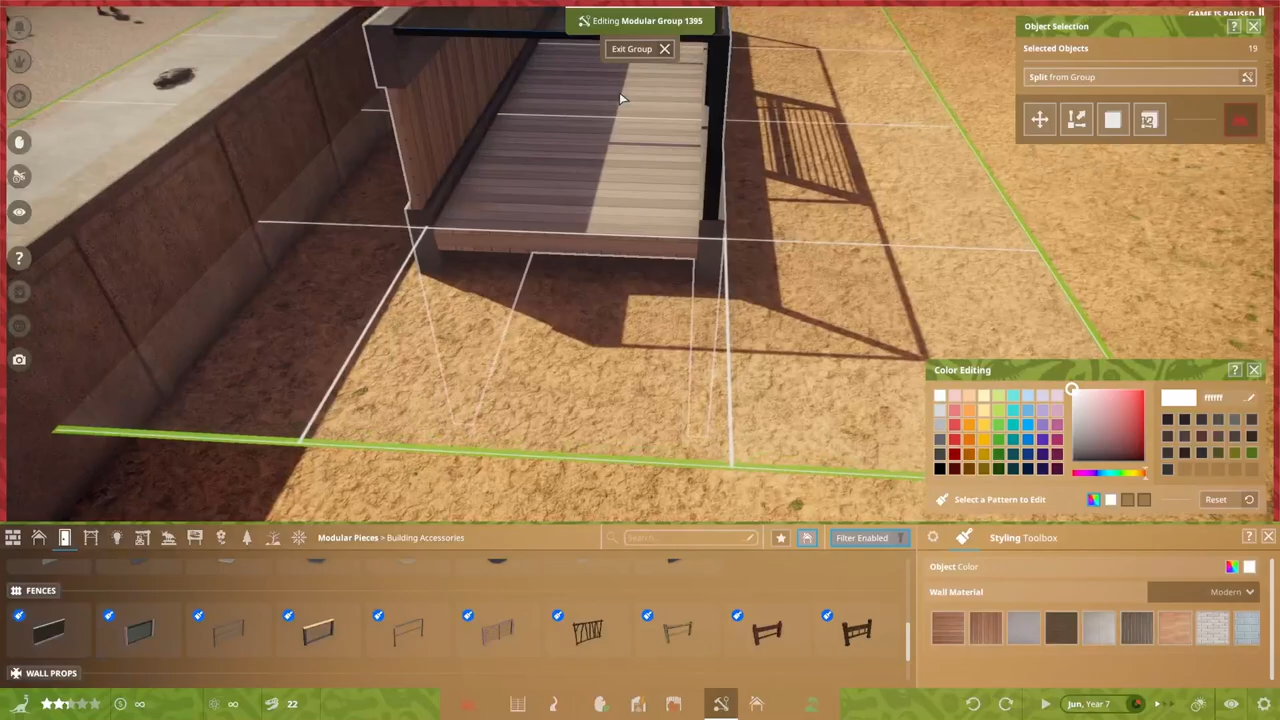 GAME IS PAUSED
Editing Modular Group 1395
Exit Group
Object Selection
?
Selected Objects 19
Split from Group
12
?
Color Editing
?
ffffff
Select a Pattern to Edit
Reset
Modular Pieces > Building Accessories
Search...
Filter Enabled
Styling Toolbox
?
Object Color
Wall Material
Modern
FENCES
WALL PROPS
∞
∞
22
Jun, Year 7